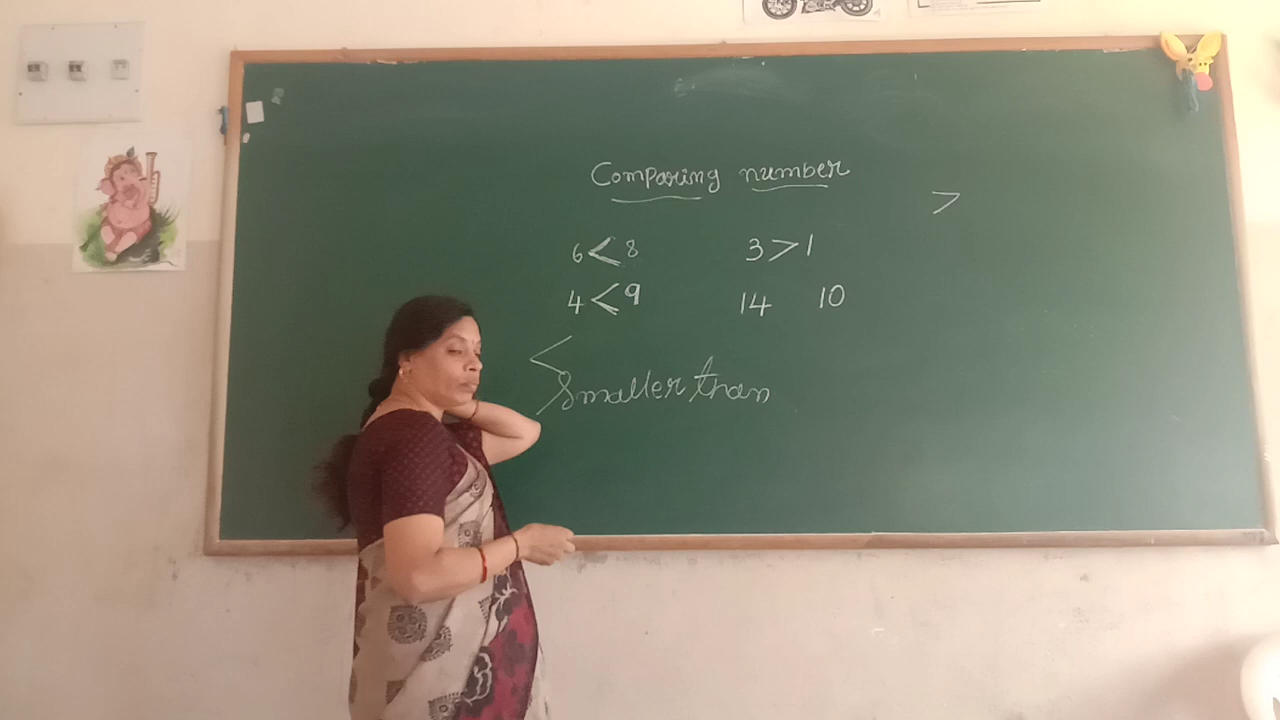 Comparing number
>
6 < 8 3 > 1
4 < 9 14 10
<
Smaller than